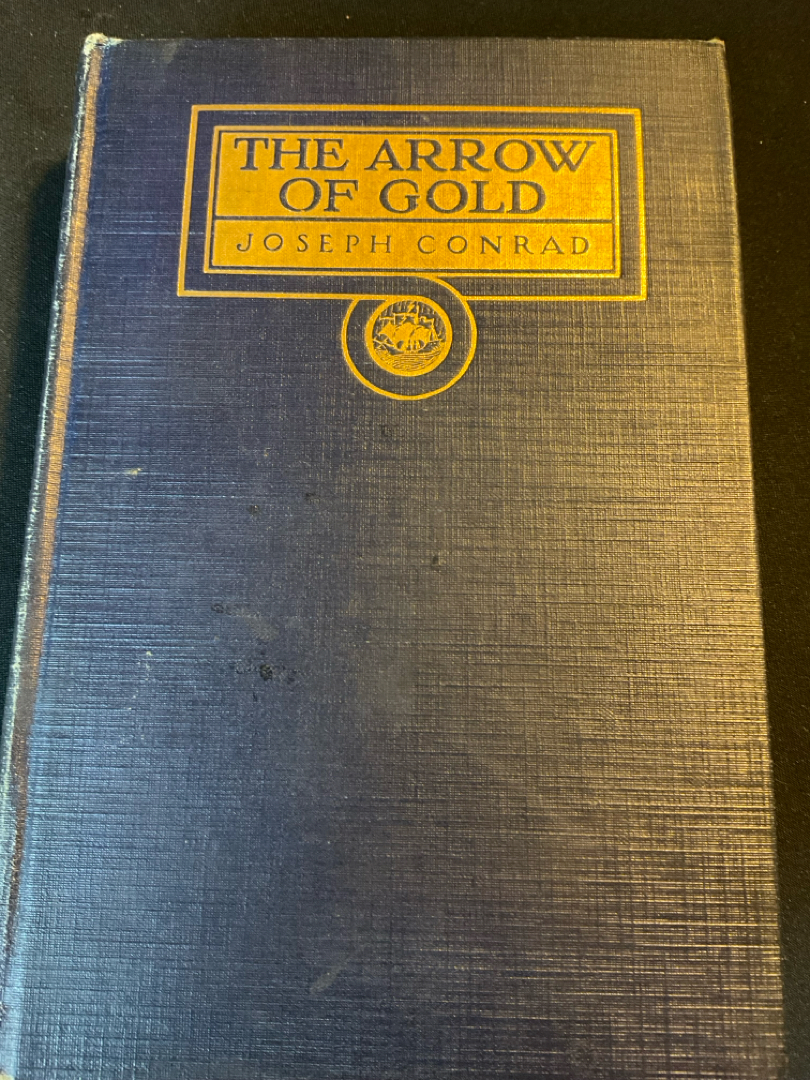 THE ARROW
OF GOLD
JOSEPH CONRAD